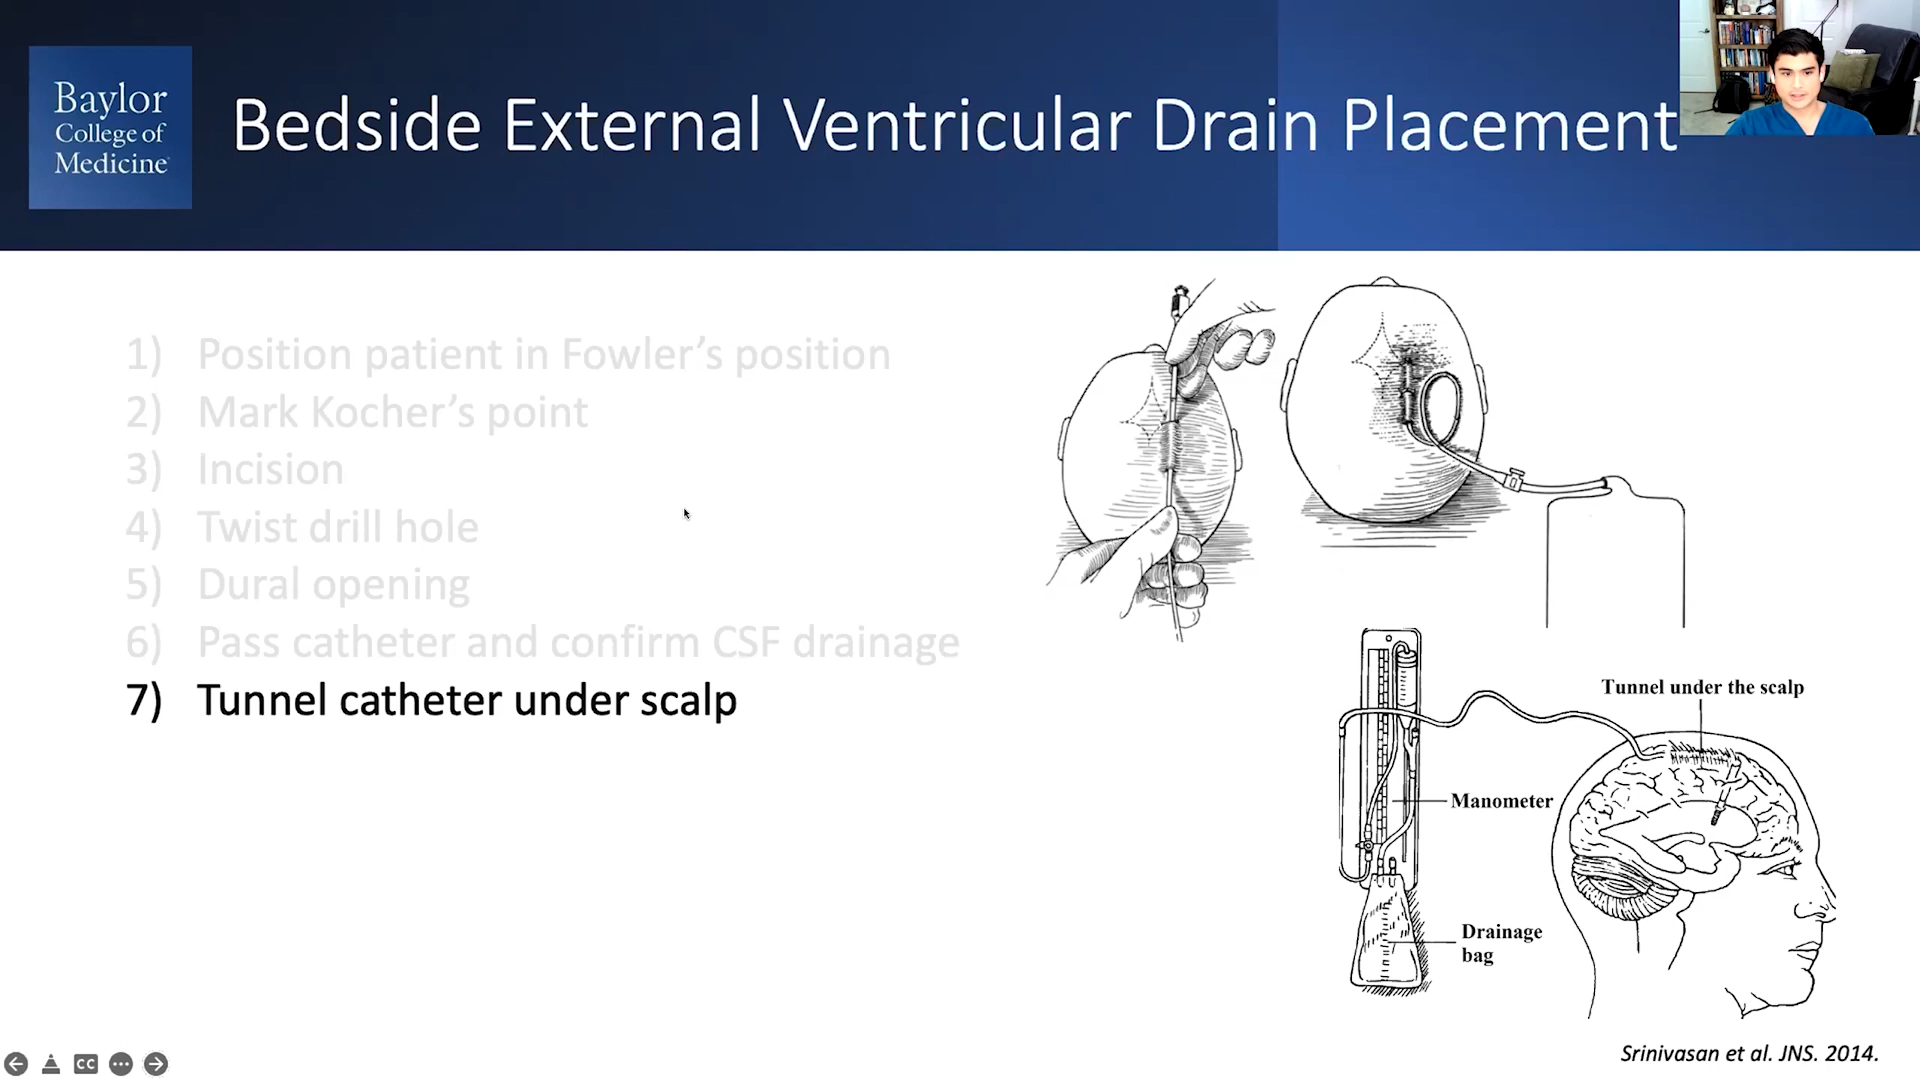 Baylor
College of
Medicine
Bedside External Ventricular Drain Placement
1) Position patient in Fowler's position
2) Mark Kocher's point
3) Incision
4) Twist drill hole
5) Dural opening
6) Pass catheter and confirm CSF drainage
7) Tunnel catheter under scalp
Tunnel under the scalp
Manometer
Drainage
bag
Srinivasan et al. JNS. 2014.
CC